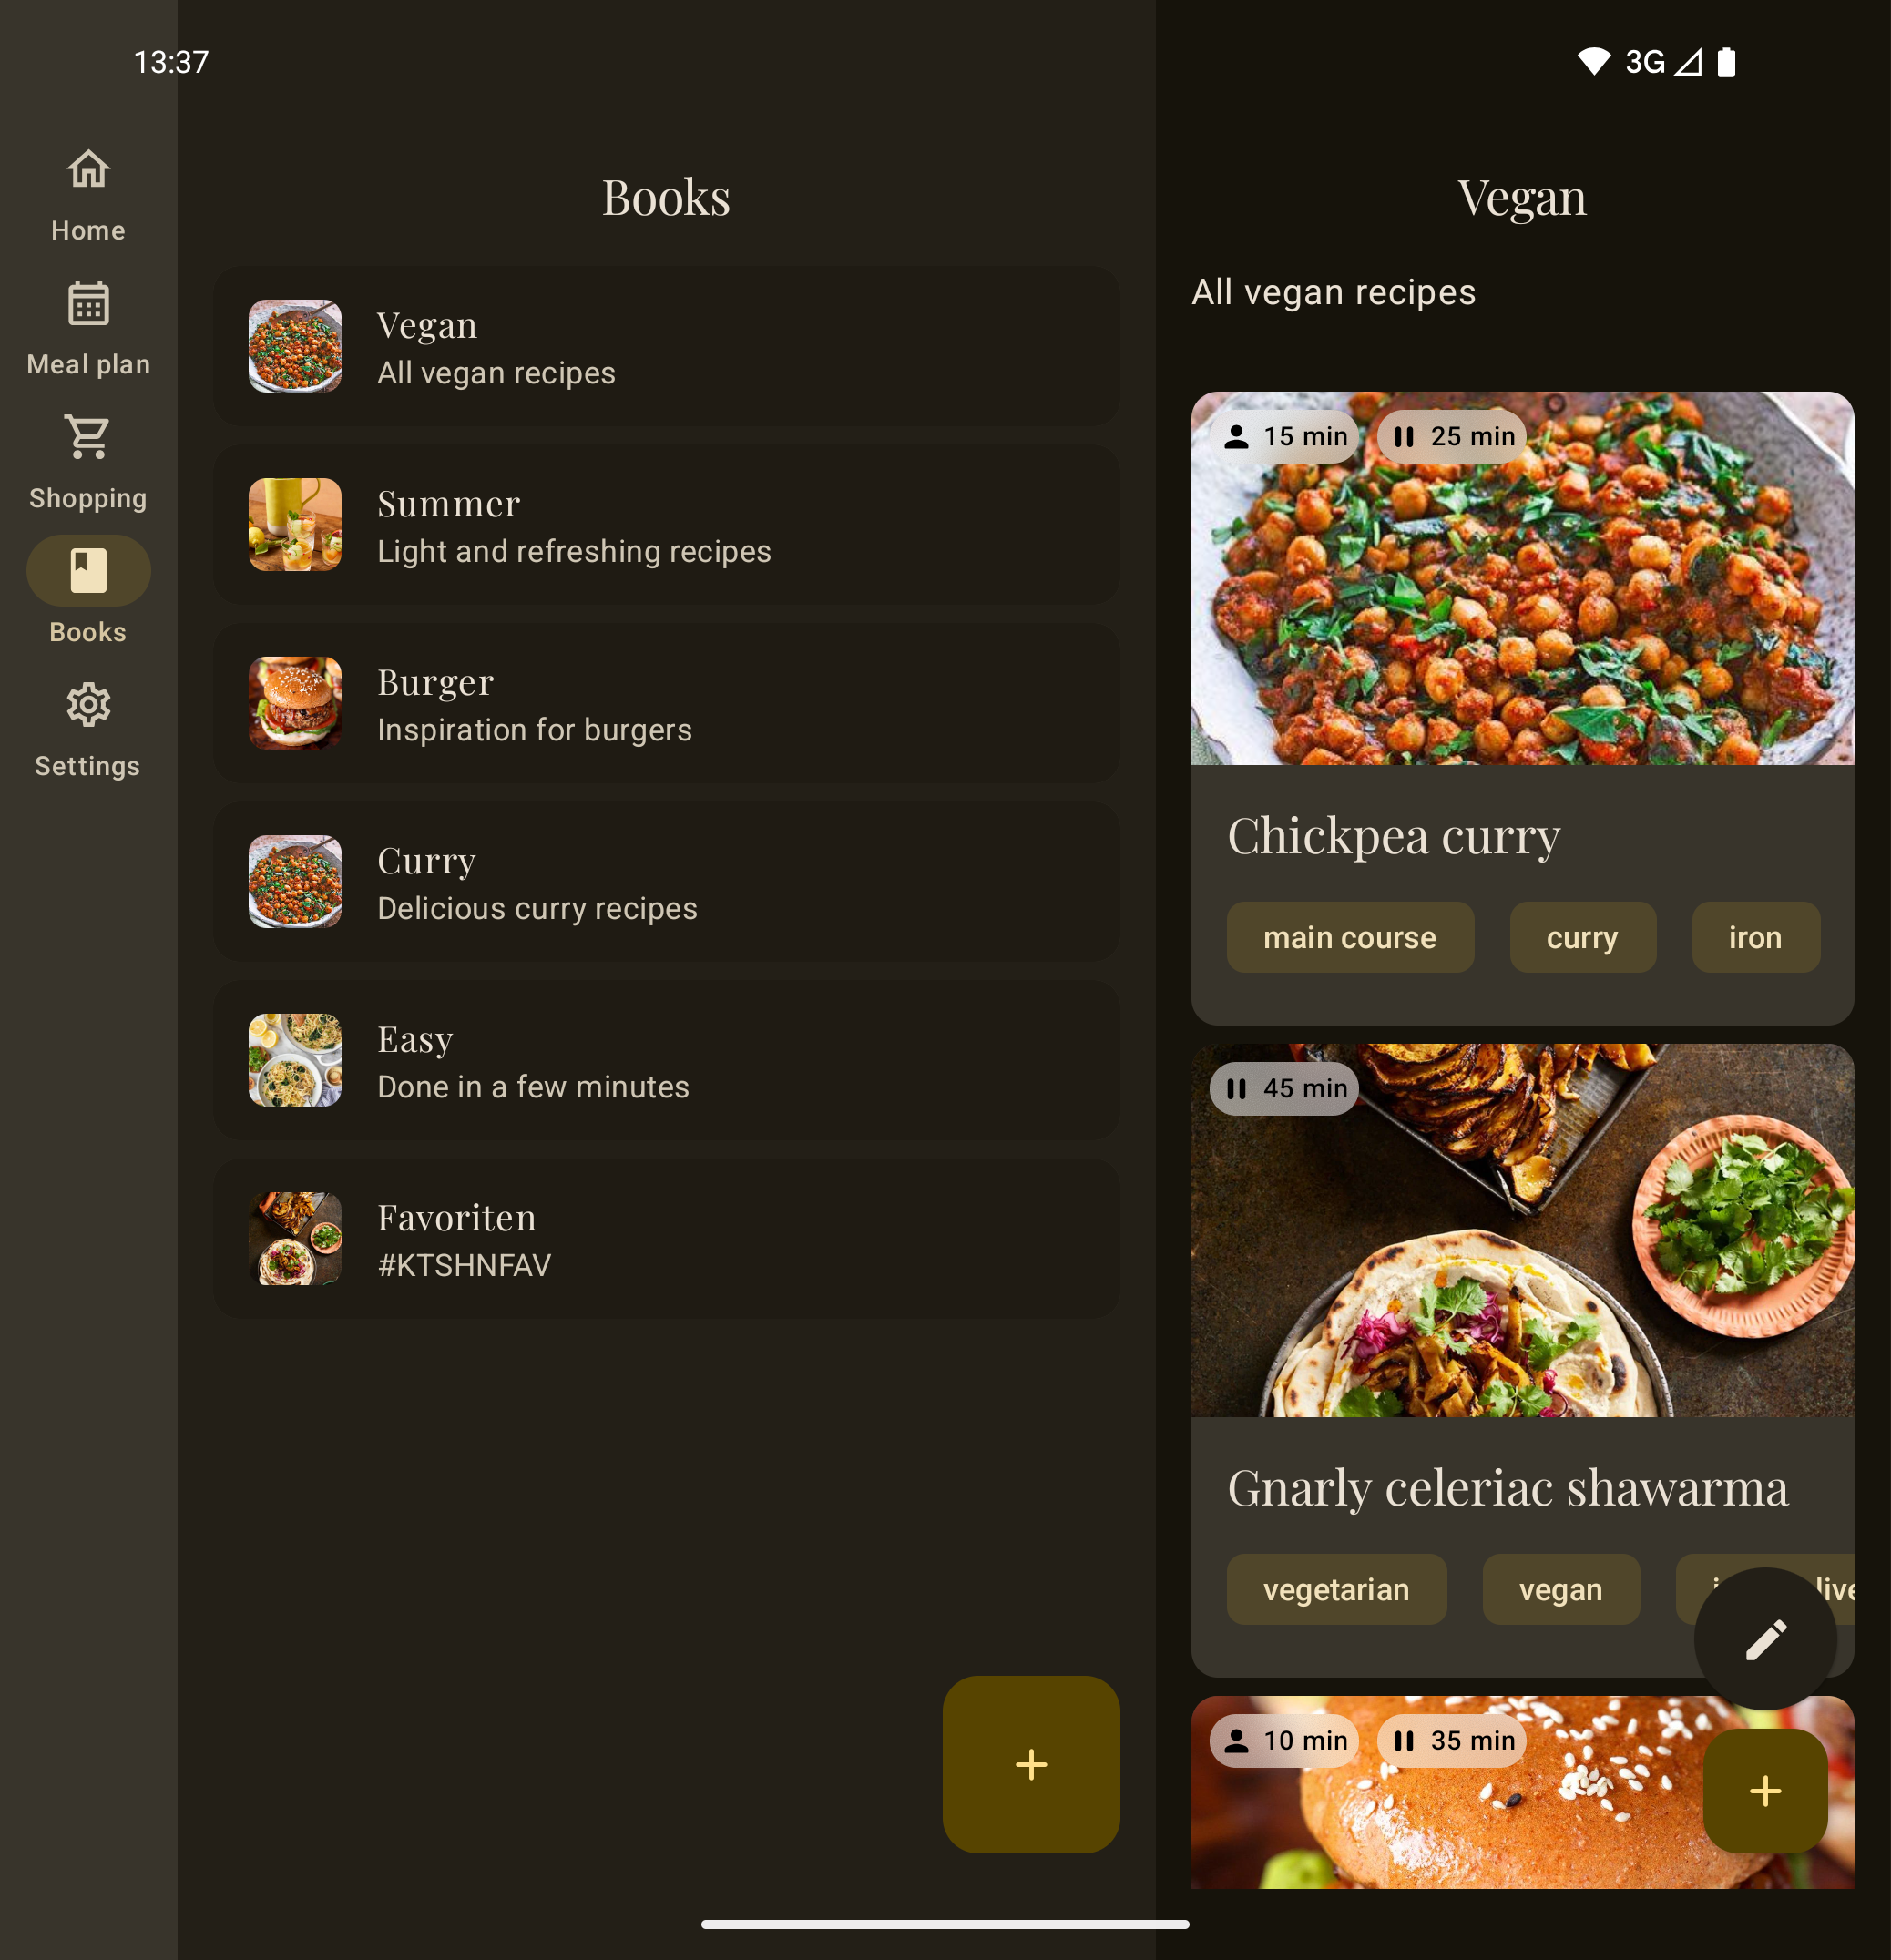 13:37
3G
Home
Meal plan
Shopping
Books
Settings
Books
Vegan
All vegan recipes
Summer
Light and refreshing recipes
Burger
Inspiration for burgers
Curry
Delicious curry recipes
Easy
Done in a few minutes
Favoriten
#KTSHNFAV
Vegan
All vegan recipes
15 min 25 min
Chickpea curry
main course curry iron
45 min
Gnarly celeriac shawarma
vegetarian vegan
10 min 35 min